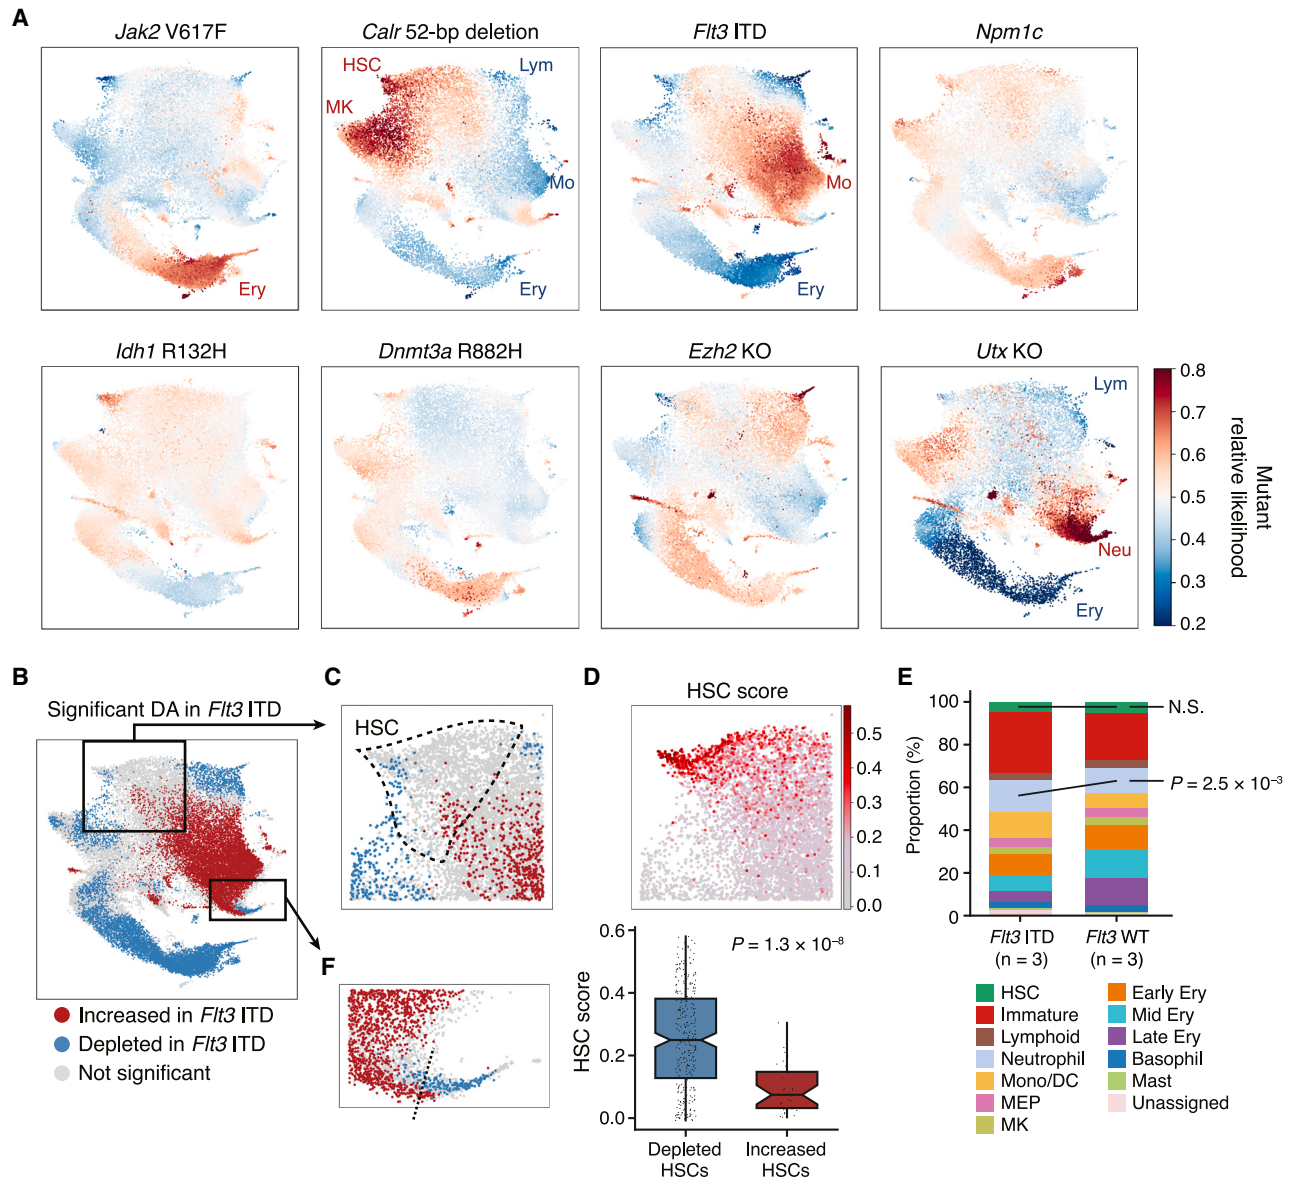 A
Jak2 V617F
Calr 52-bp deletion
Flt3 ITD
Npm1c
Ery
HSC
MK
Lym
Mo
Ery
Mo
Ery
Idh1 R132H
Dnmt3a R882H
Ezh2 KO
Utx KO
Lym
Neu
Ery
0.8
0.7
0.6
0.5
0.4
0.3
0.2
Mutant
relative likelihood
B
Significant DA in Flt3 ITD
Increased in Flt3 ITD
Depleted in Flt3 ITD
Not significant
C
HSC
F
D
HSC score
0.5
0.4
0.3
0.2
0.1
0.0
P = 1.3 × 10⁻⁸
HSC score
0.6
0.4
0.2
0.0
Depleted
HSCs
Increased
HSCs
E
Proportion (%)
100
80
60
40
20
0
N.S.
P = 2.5 × 10⁻³
Flt3 ITD
(n = 3)
Flt3 WT
(n = 3)
HSC
Immature
Lymphoid
Neutrophil
Mono/DC
MEP
MK
Early Ery
Mid Ery
Late Ery
Basophil
Mast
Unassigned